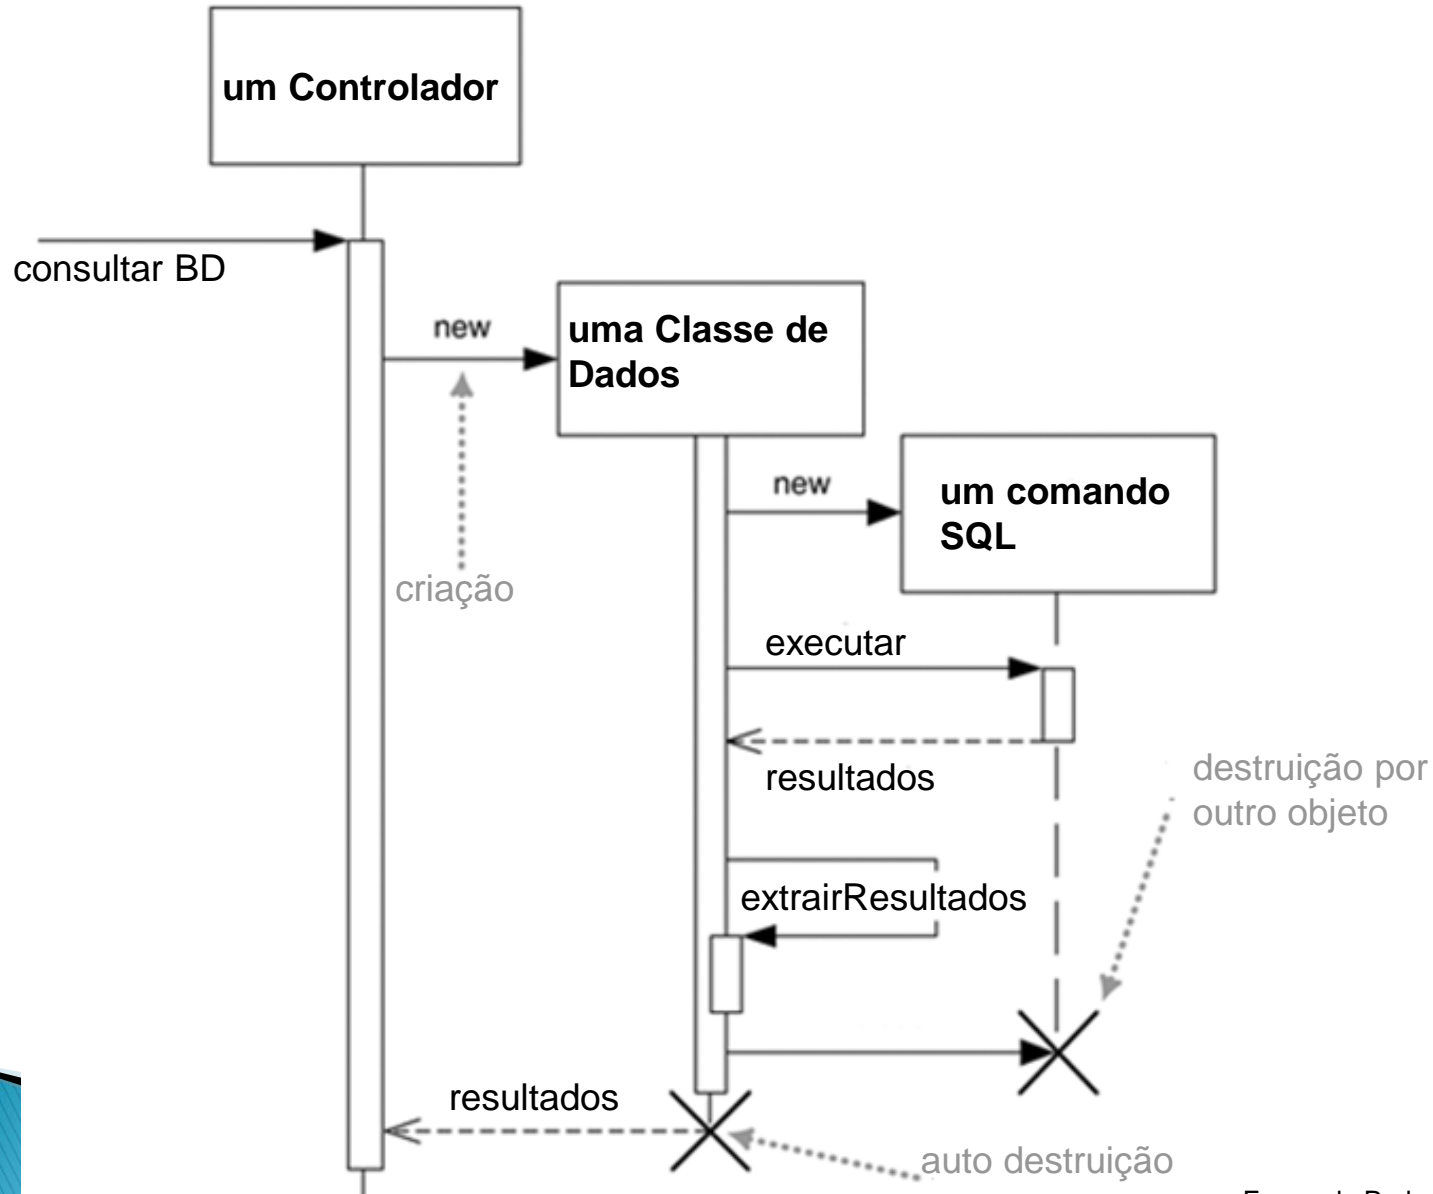 um Controlador
consultar BD
new
uma Classe de
Dados
new
um comando
SQL
criação
executar
resultados
destruição por
outro objeto
extrairResultados
resultados
auto destruição